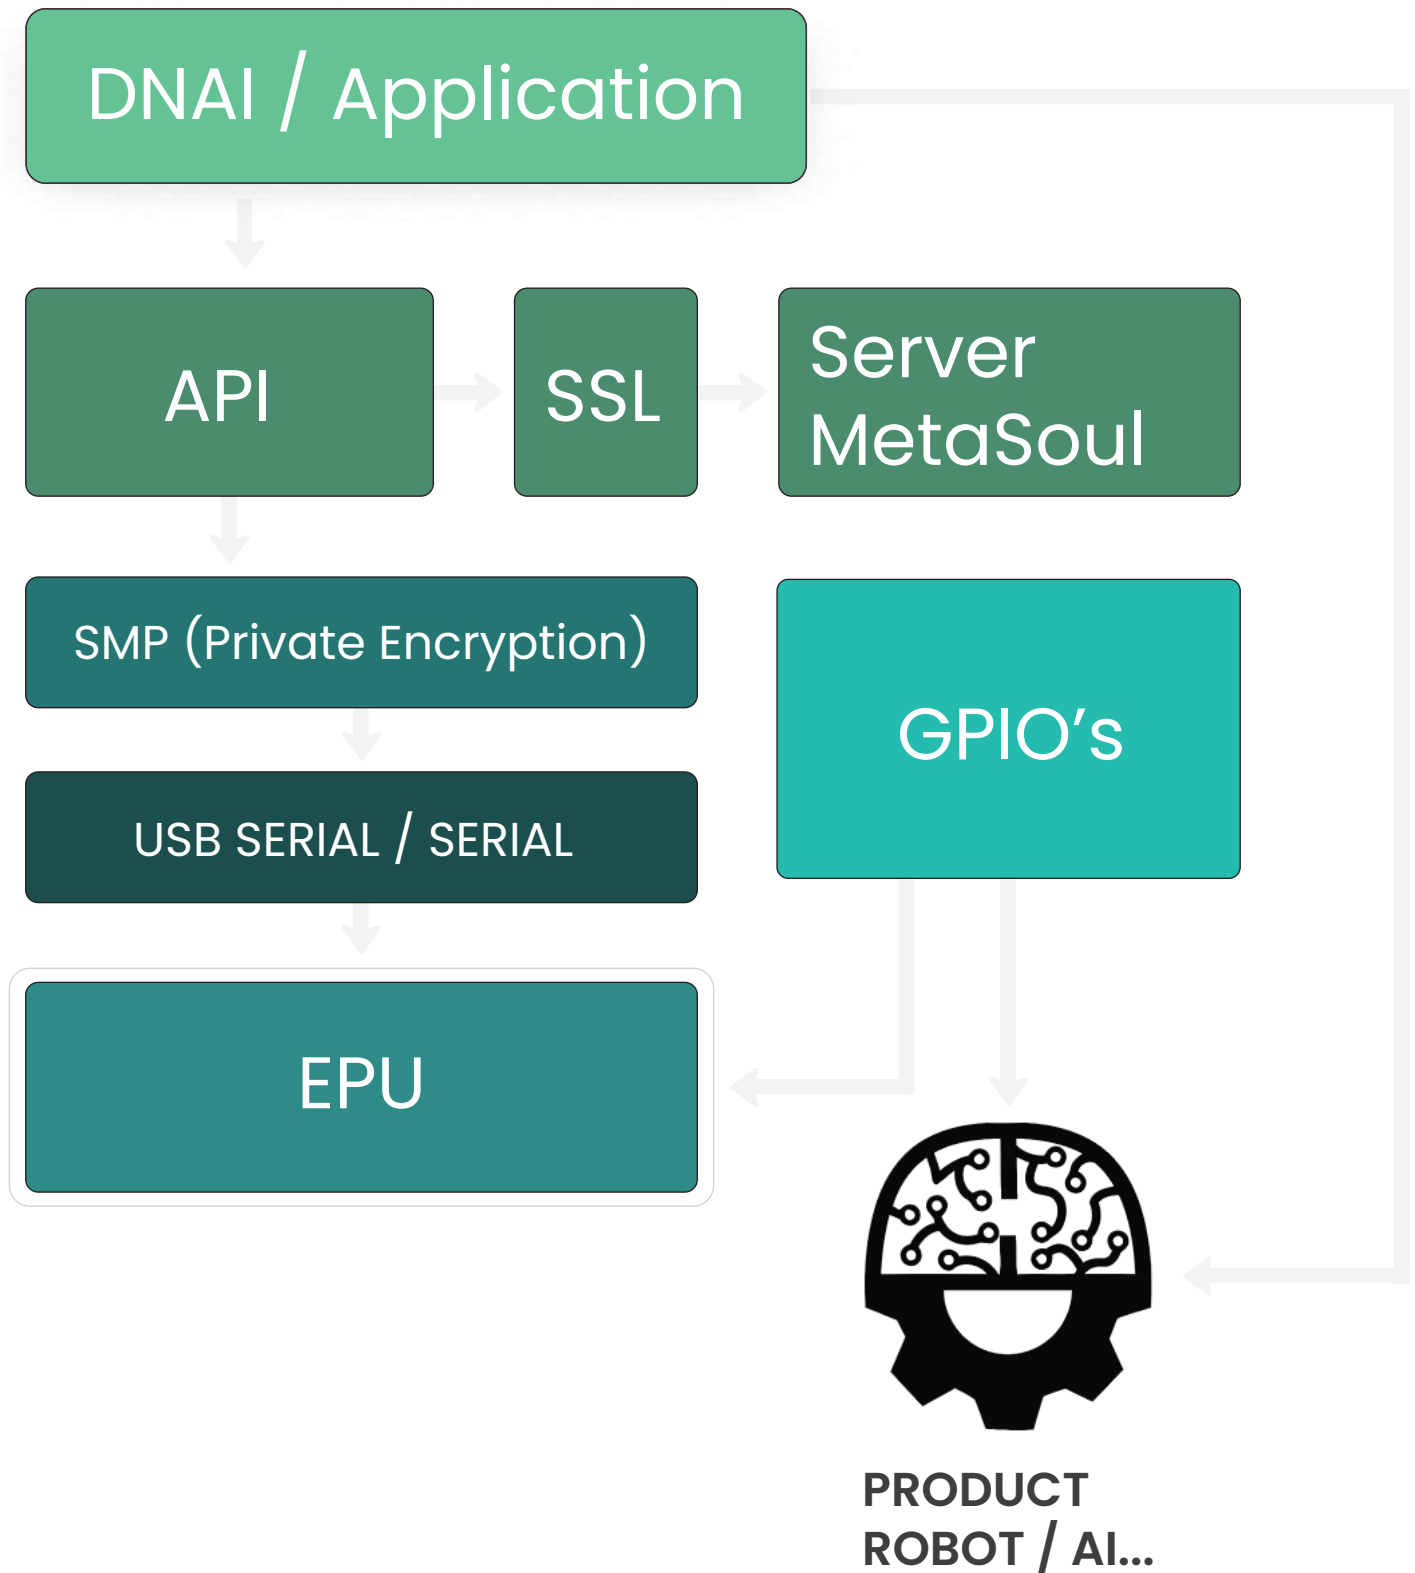 DNAI / Application
API
SSL
Server
MetaSoul
SMP (Private Encryption)
GPIO’s
USB SERIAL / SERIAL
EPU
PRODUCT
ROBOT / AI...